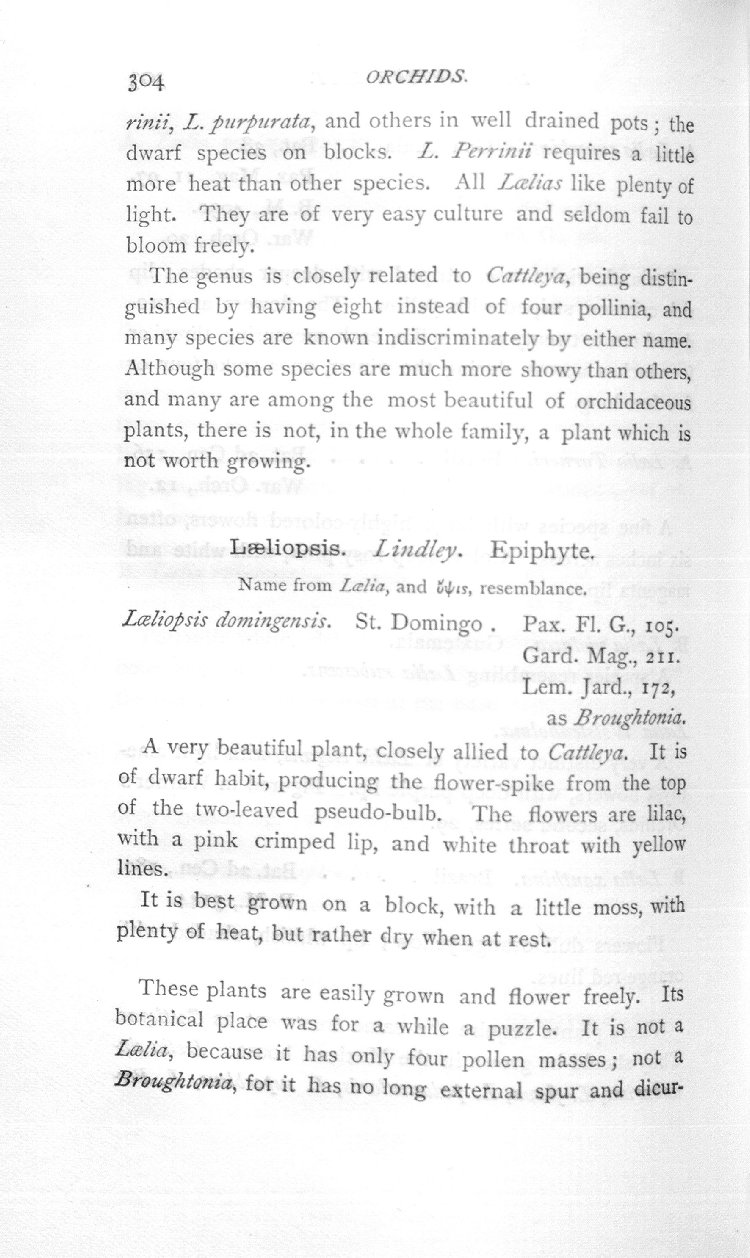 304 ORCHIDS.
rinii, L. purpurata, and others in well drained pots; the
dwarf species on blocks. L. Perrinii requires a little
more heat than other species. All Lælias like plenty of
light. They are of very easy culture and seldom fail to
bloom freely.
The genus is closely related to Cattleya, being distin-
guished by having eight instead of four pollinia, and
many species are known indiscriminately by either name.
Although some species are much more showy than others,
and many are among the most beautiful of orchidaceous
plants, there is not, in the whole family, a plant which is
not worth growing.
Læliopsis. Lindley. Epiphyte.
Name from Lælia, and ὄψις, resemblance.
Læliopsis domingensis. St. Domingo . Pax. Fl. G., 105.
Gard. Mag., 211.
Lem. Jard., 172,
as Broughtonia.
A very beautiful plant, closely allied to Cattleya. It is
of dwarf habit, producing the flower-spike from the top
of the two-leaved pseudo-bulb. The flowers are lilac,
with a pink crimped lip, and white throat with yellow
lines.
It is best grown on a block, with a little moss, with
plenty of heat, but rather dry when at rest.
These plants are easily grown and flower freely. Its
botanical place was for a while a puzzle. It is not a
Lælia, because it has only four pollen masses; not a
Broughtonia, for it has no long external spur and dicur-